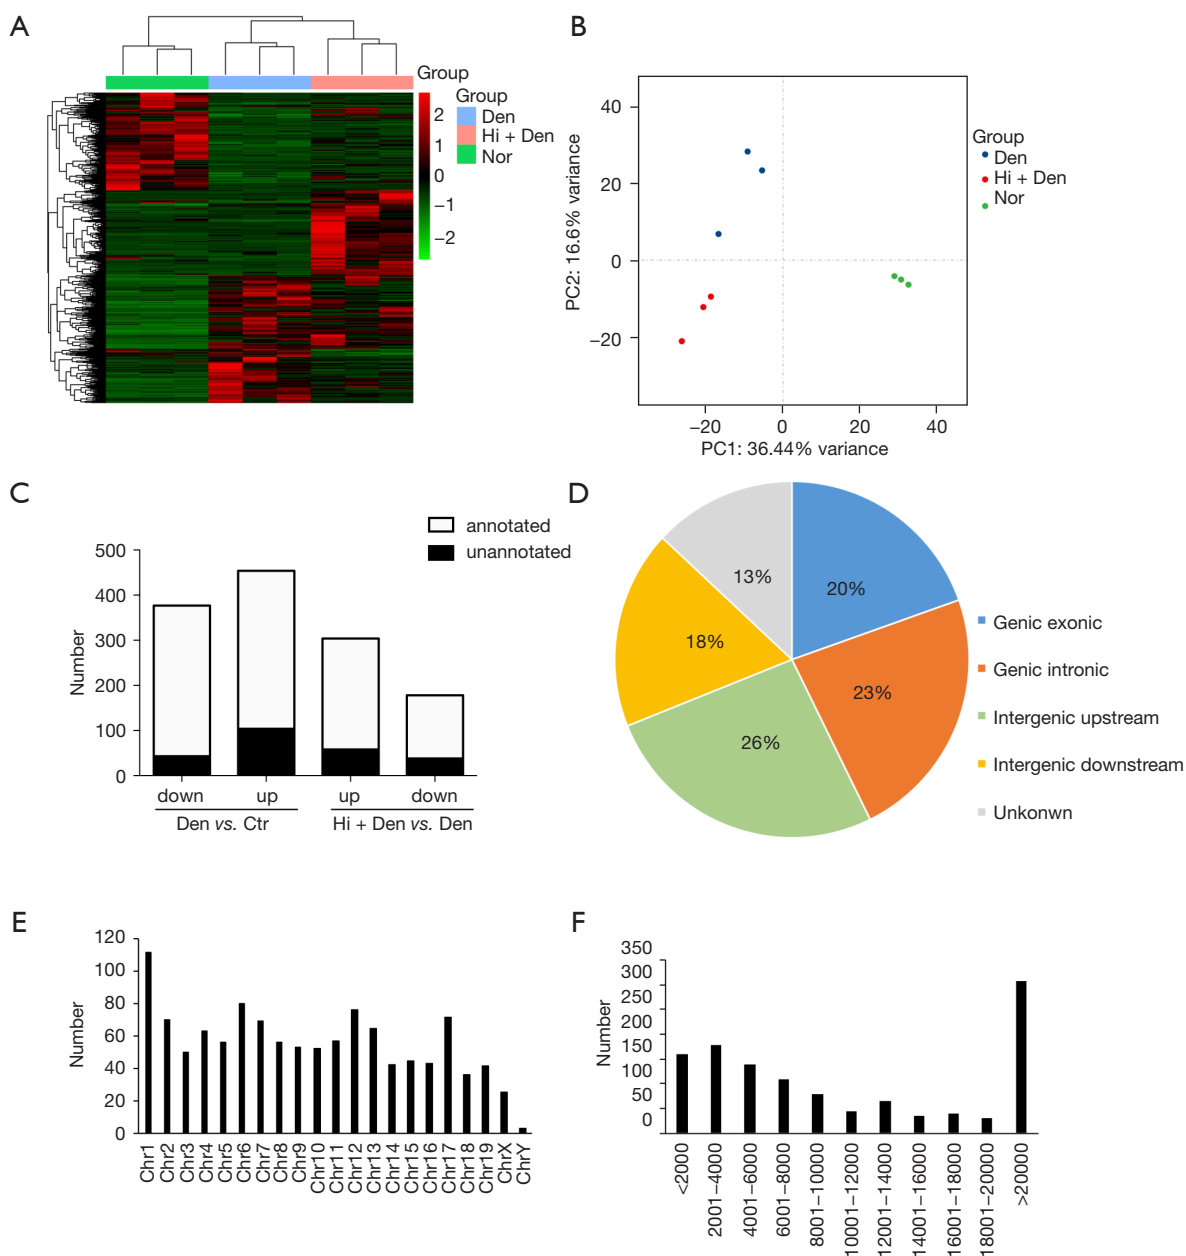 A
Group
2
1
0
−1
−2
Group
Den
Hi + Den
Nor
B
PC2: 16.6% variance
40
20
0
−20
−20
0
20
40
PC1: 36.44% variance
Group
Den
Hi + Den
Nor
C
annotated
unannotated
Number
500
400
300
200
100
0
down
up
up
down
Den vs. Ctr
Hi + Den vs. Den
D
20%
23%
26%
18%
13%
Genic exonic
Genic intronic
Intergenic upstream
Intergenic downstream
Unkonwn
E
Number
120
100
80
60
40
20
0
Chr1
Chr2
Chr3
Chr4
Chr5
Chr6
Chr7
Chr8
Chr9
Chr10
Chr11
Chr12
Chr13
Chr14
Chr15
Chr16
Chr17
Chr18
Chr19
ChrX
ChrY
F
Number
350
300
250
200
150
100
50
0
<2000
2001−4000
4001−6000
6001−8000
8001−10000
10001−12000
12001−14000
14001−16000
16001−18000
18001−20000
>20000